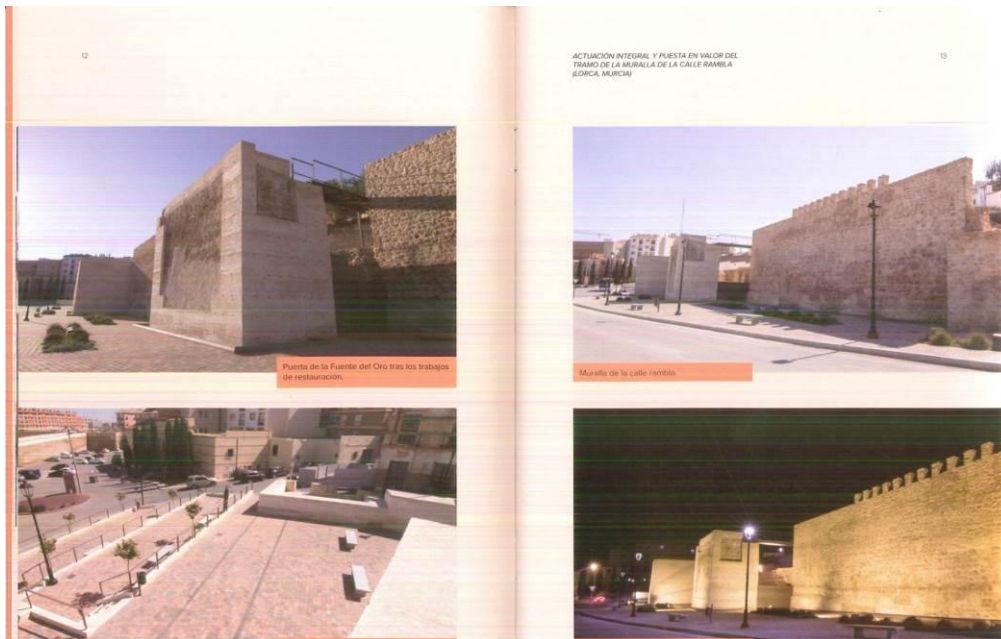 12
Puerta de la Fuente del Oro tras los trabajos
de restauración.
ACTUACIÓN INTEGRAL Y PUESTA EN VALOR DEL
TRAMO DE LA MURALLA DE LA CALLE RAMBLA
(LORCA, MURCIA)
13
Muralla de la calle rambla